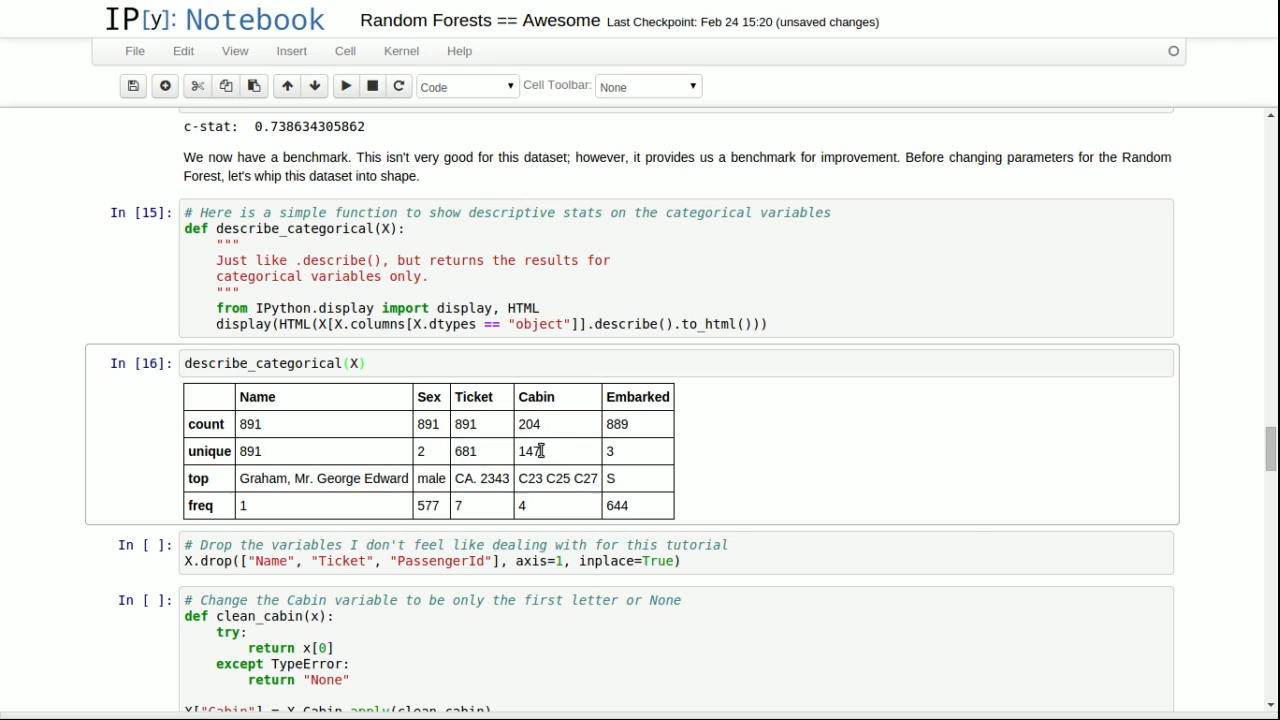 IP[y]: Notebook Random Forests == Awesome Last Checkpoint: Feb 24 15:20 (unsaved changes)
File Edit View Insert Cell Kernel Help
Code Cell Toolbar: None
c-stat: 0.738634305862
We now have a benchmark. This isn't very good for this dataset; however, it provides us a benchmark for improvement. Before changing parameters for the Random
Forest, let's whip this dataset into shape.
In [15]: # Here is a simple function to show descriptive stats on the categorical variables
def describe_categorical(X):
"""
Just like .describe(), but returns the results for
categorical variables only.
"""
from IPython.display import display, HTML
display(HTML(X[X.columns[X.dtypes == "object"]].describe().to_html()))
In [16]: describe_categorical(X)
Name Sex Ticket Cabin Embarked
count 891 891 891 204 889
unique 891 2 681 147 3
top Graham, Mr. George Edward male CA. 2343 C23 C25 C27 S
freq 1 577 7 4 644
In [ ]: # Drop the variables I don't feel like dealing with for this tutorial
X.drop(["Name", "Ticket", "PassengerId"], axis=1, inplace=True)
In [ ]: # Change the Cabin variable to be only the first letter or None
def clean_cabin(x):
try:
return x[0]
except TypeError:
return "None"
X["Cabin"] = X.Cabin.apply(clean_cabin)